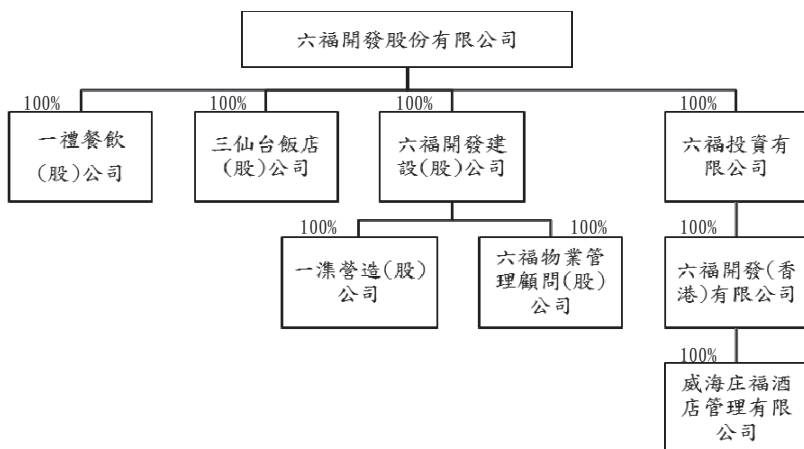 六福開發股份有限公司
100%
100%
100%
100%
一禮餐飲
(股)公司
三仙台飯店
(股)公司
六福開發建
設(股)公司
六福投資有
限公司
100%
100%
100%
一準營造(股)
公司
六福物業管
理顧問(股)
公司
六福開發(香
港)有限公司
100%
威海庄福酒
店管理有限
公司